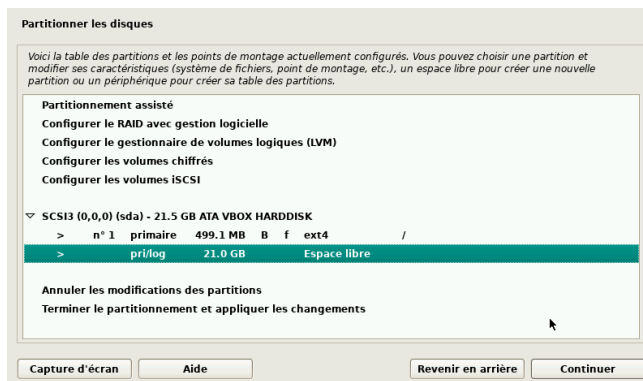 Partitionner les disques
Voici la table des partitions et les points de montage actuellement configurés. Vous pouvez choisir une partition et
modifier ses caractéristiques (système de fichiers, point de montage, etc.), un espace libre pour créer une nouvelle
partition ou un périphérique pour créer sa table des partitions.
Partitionnement assisté
Configurer le RAID avec gestion logicielle
Configurer le gestionnaire de volumes logiques (LVM)
Configurer les volumes chiffrés
Configurer les volumes iSCSI
SCSI3 (0,0,0) (sda) - 21.5 GB ATA VBOX HARDDISK
> n° 1 primaire 499.1 MB B f ext4 /
> pri/log 21.0 GB Espace libre
Annuler les modifications des partitions
Terminer le partitionnement et appliquer les changements
Capture d'écran Aide Revenir en arrière Continuer